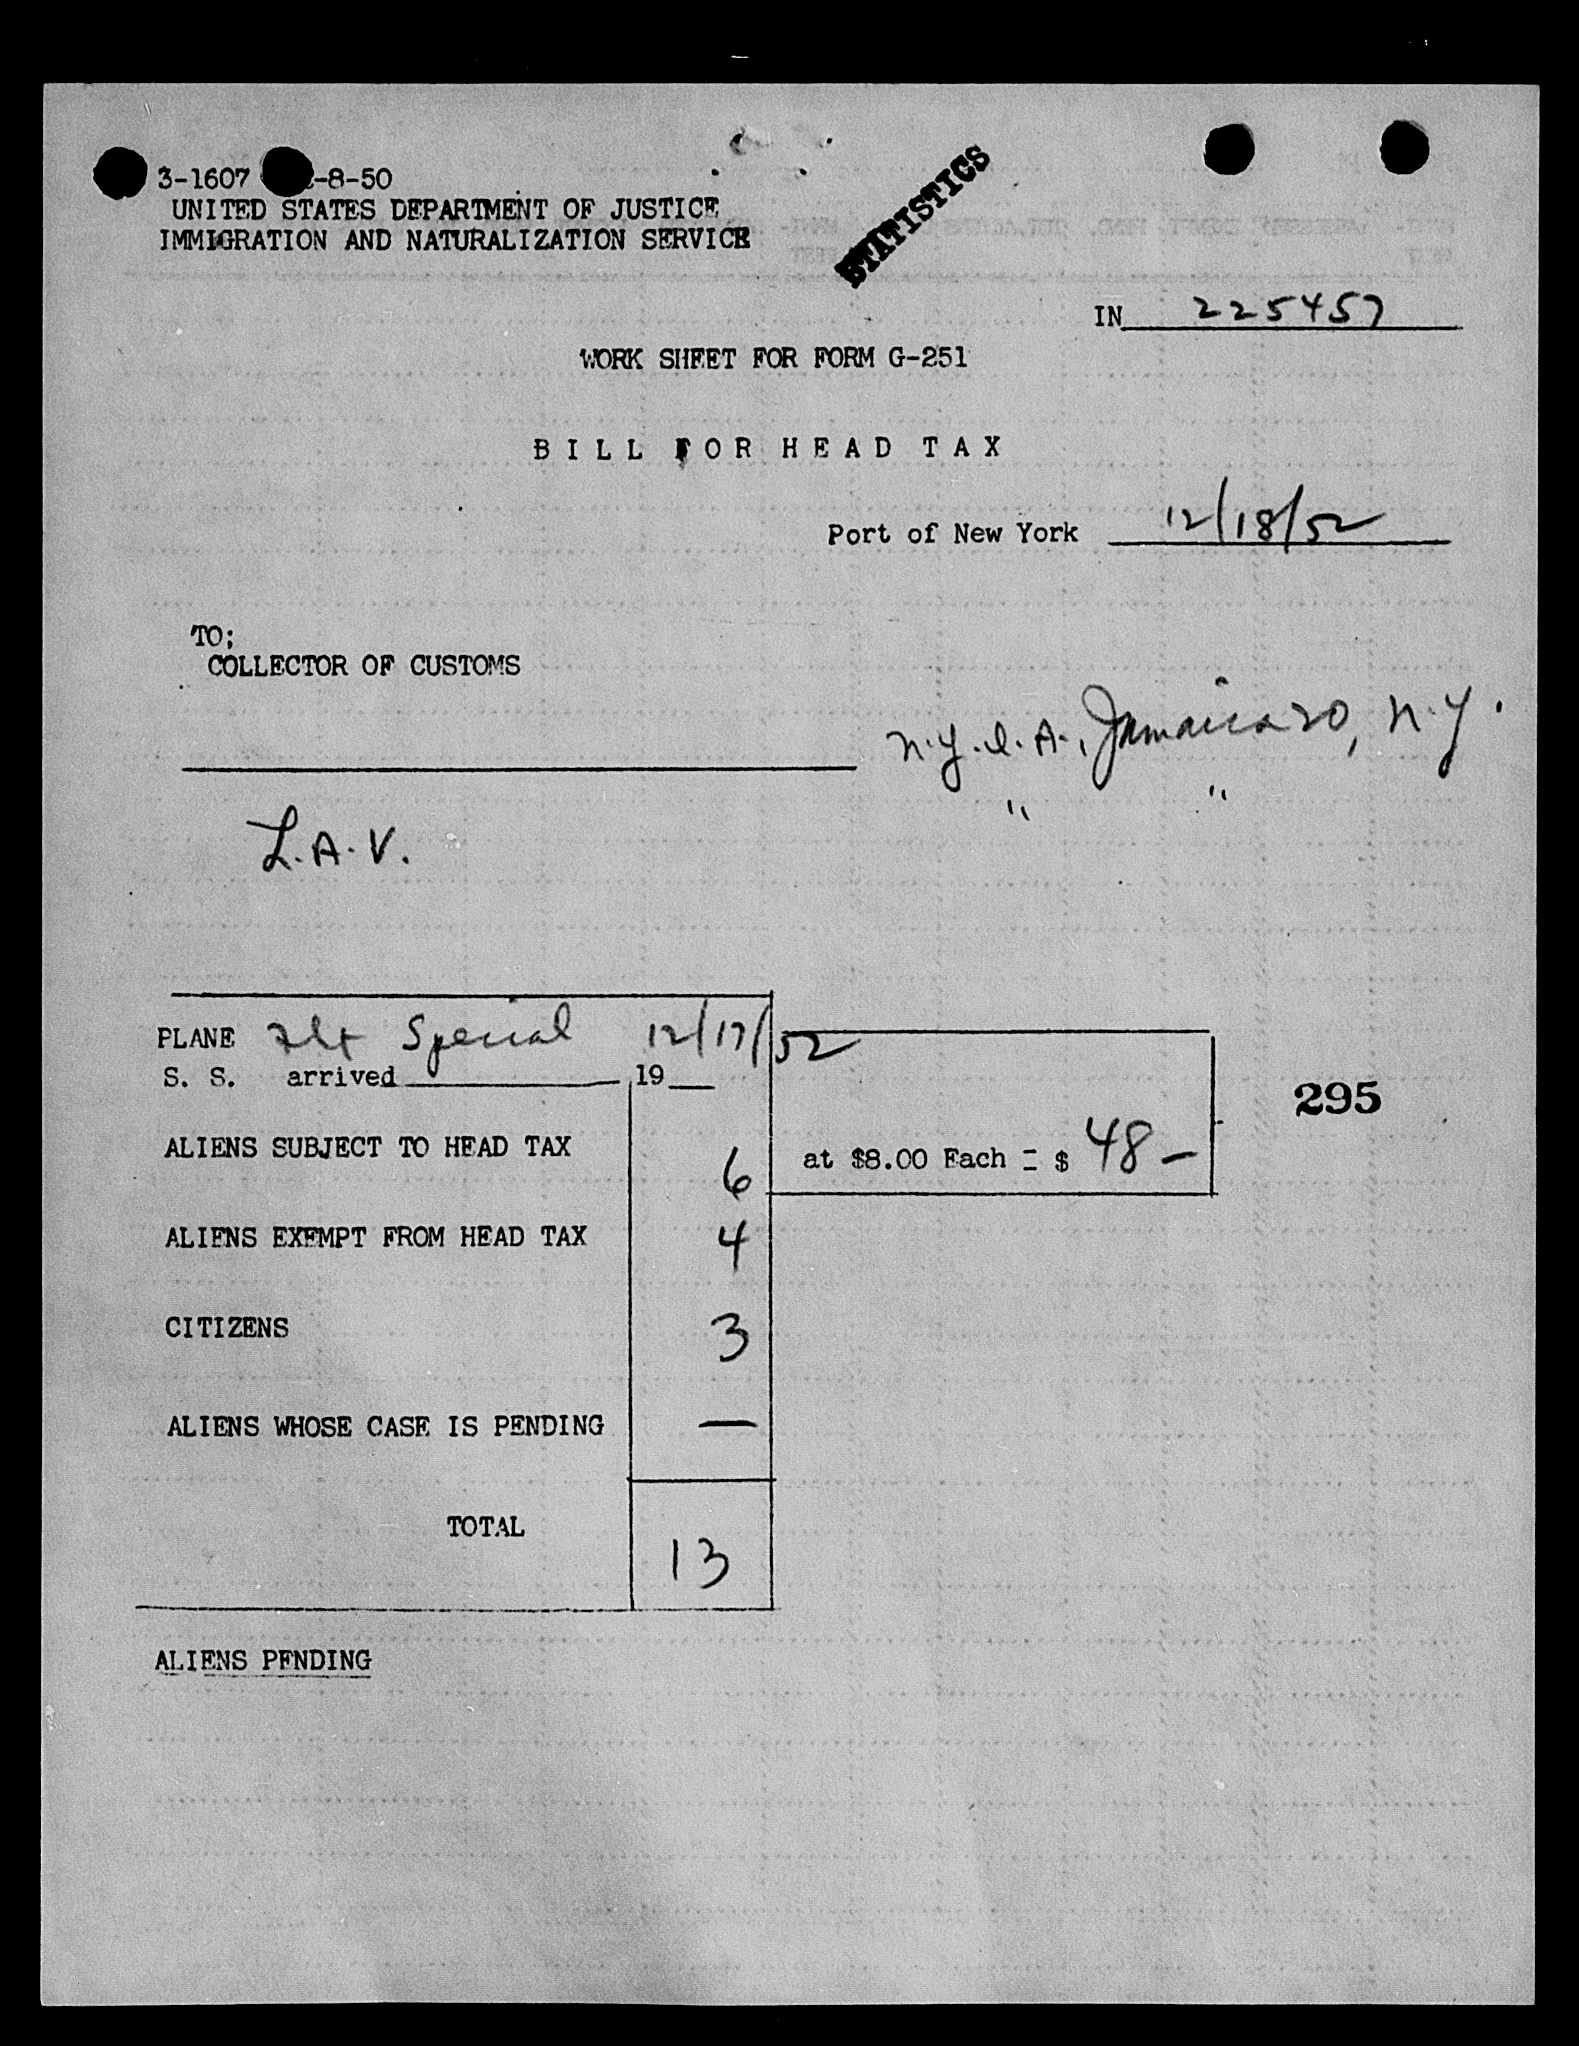 3-1607 -8-50
UNITED STATES DEPARTMENT OF JUSTICE
IMMIGRATION AND NATURALIZATION SERVICE
STATISTICS
IN 225457
WORK SHEET FOR FORM G-251
BILL FOR HEAD TAX
Port of New York 12/18/52
TO;
COLLECTOR OF CUSTOMS
N.Y.I.A., Jamaica 20, N.Y.
" "
L.A.V.
PLANE Flt Special 12/17/52
S. S. arrived 19
295
ALIENS SUBJECT TO HEAD TAX 6 at $8.00 Each = $ 48 —
ALIENS EXEMPT FROM HEAD TAX 4
CITIZENS 3
ALIENS WHOSE CASE IS PENDING —
TOTAL 13
ALIENS PENDING